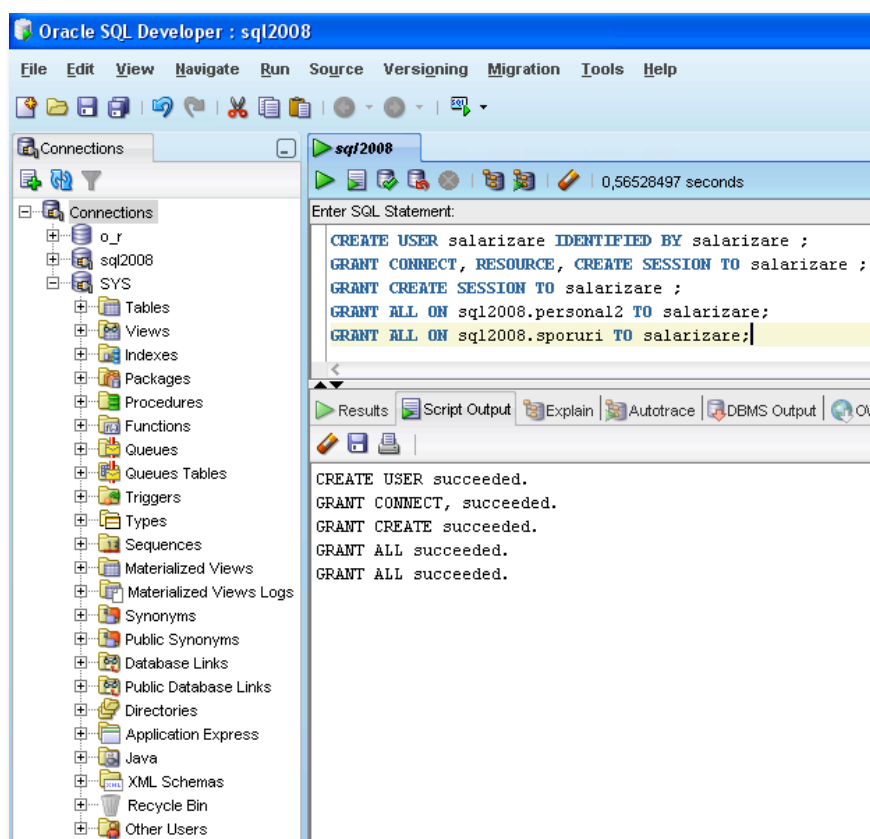 Oracle SQL Developer : sql2008
File Edit View Navigate Run Source Versioning Migration Tools Help
Connections
sql2008
0,56528497 seconds
Connections
o_r
sql2008
SYS
Tables
Views
Indexes
Packages
Procedures
Functions
Queues
Queues Tables
Triggers
Types
Sequences
Materialized Views
Materialized Views Logs
Synonyms
Public Synonyms
Database Links
Public Database Links
Directories
Application Express
Java
XML Schemas
Recycle Bin
Other Users
Enter SQL Statement:
CREATE USER salarizare IDENTIFIED BY salarizare ;
GRANT CONNECT, RESOURCE, CREATE SESSION TO salarizare ;
GRANT CREATE SESSION TO salarizare ;
GRANT ALL ON sql2008.personal2 TO salarizare;
GRANT ALL ON sql2008.sporuri TO salarizare;
Results Script Output Explain Autotrace DBMS Output
CREATE USER succeeded.
GRANT CONNECT, succeeded.
GRANT CREATE succeeded.
GRANT ALL succeeded.
GRANT ALL succeeded.